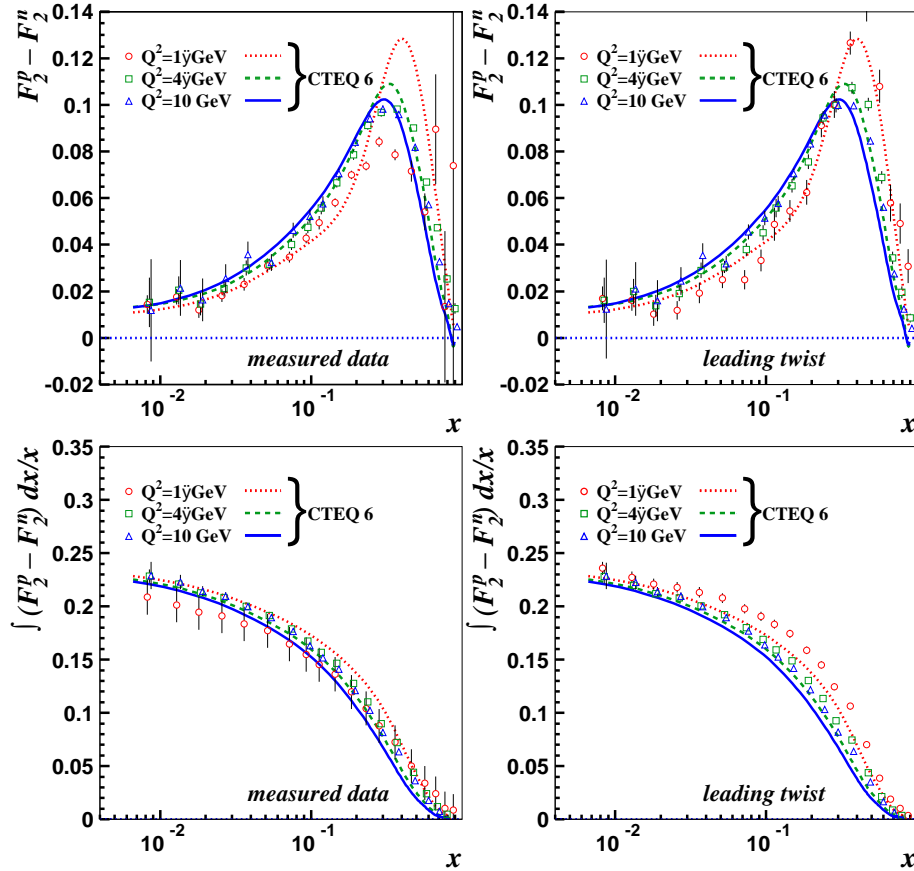 F₂ᵖ − F₂ⁿ
0.14
0.12
0.1
0.08
0.06
0.04
0.02
0
-0.02
Q²=1ÿGeV
Q²=4ÿGeV
Q²=10 GeV
} CTEQ 6
measured data
10⁻² 10⁻¹
x
F₂ᵖ − F₂ⁿ
0.14
0.12
0.1
0.08
0.06
0.04
0.02
0
-0.02
Q²=1ÿGeV
Q²=4ÿGeV
Q²=10 GeV
} CTEQ 6
leading twist
10⁻² 10⁻¹
x
∫ (F₂ᵖ − F₂ⁿ) dx/x
0.35
0.3
0.25
0.2
0.15
0.1
0.05
0
Q²=1ÿGeV
Q²=4ÿGeV
Q²=10 GeV
} CTEQ 6
measured data
10⁻² 10⁻¹
x
∫ (F₂ᵖ − F₂ⁿ) dx/x
0.35
0.3
0.25
0.2
0.15
0.1
0.05
0
Q²=1ÿGeV
Q²=4ÿGeV
Q²=10 GeV
} CTEQ 6
leading twist
10⁻² 10⁻¹
x